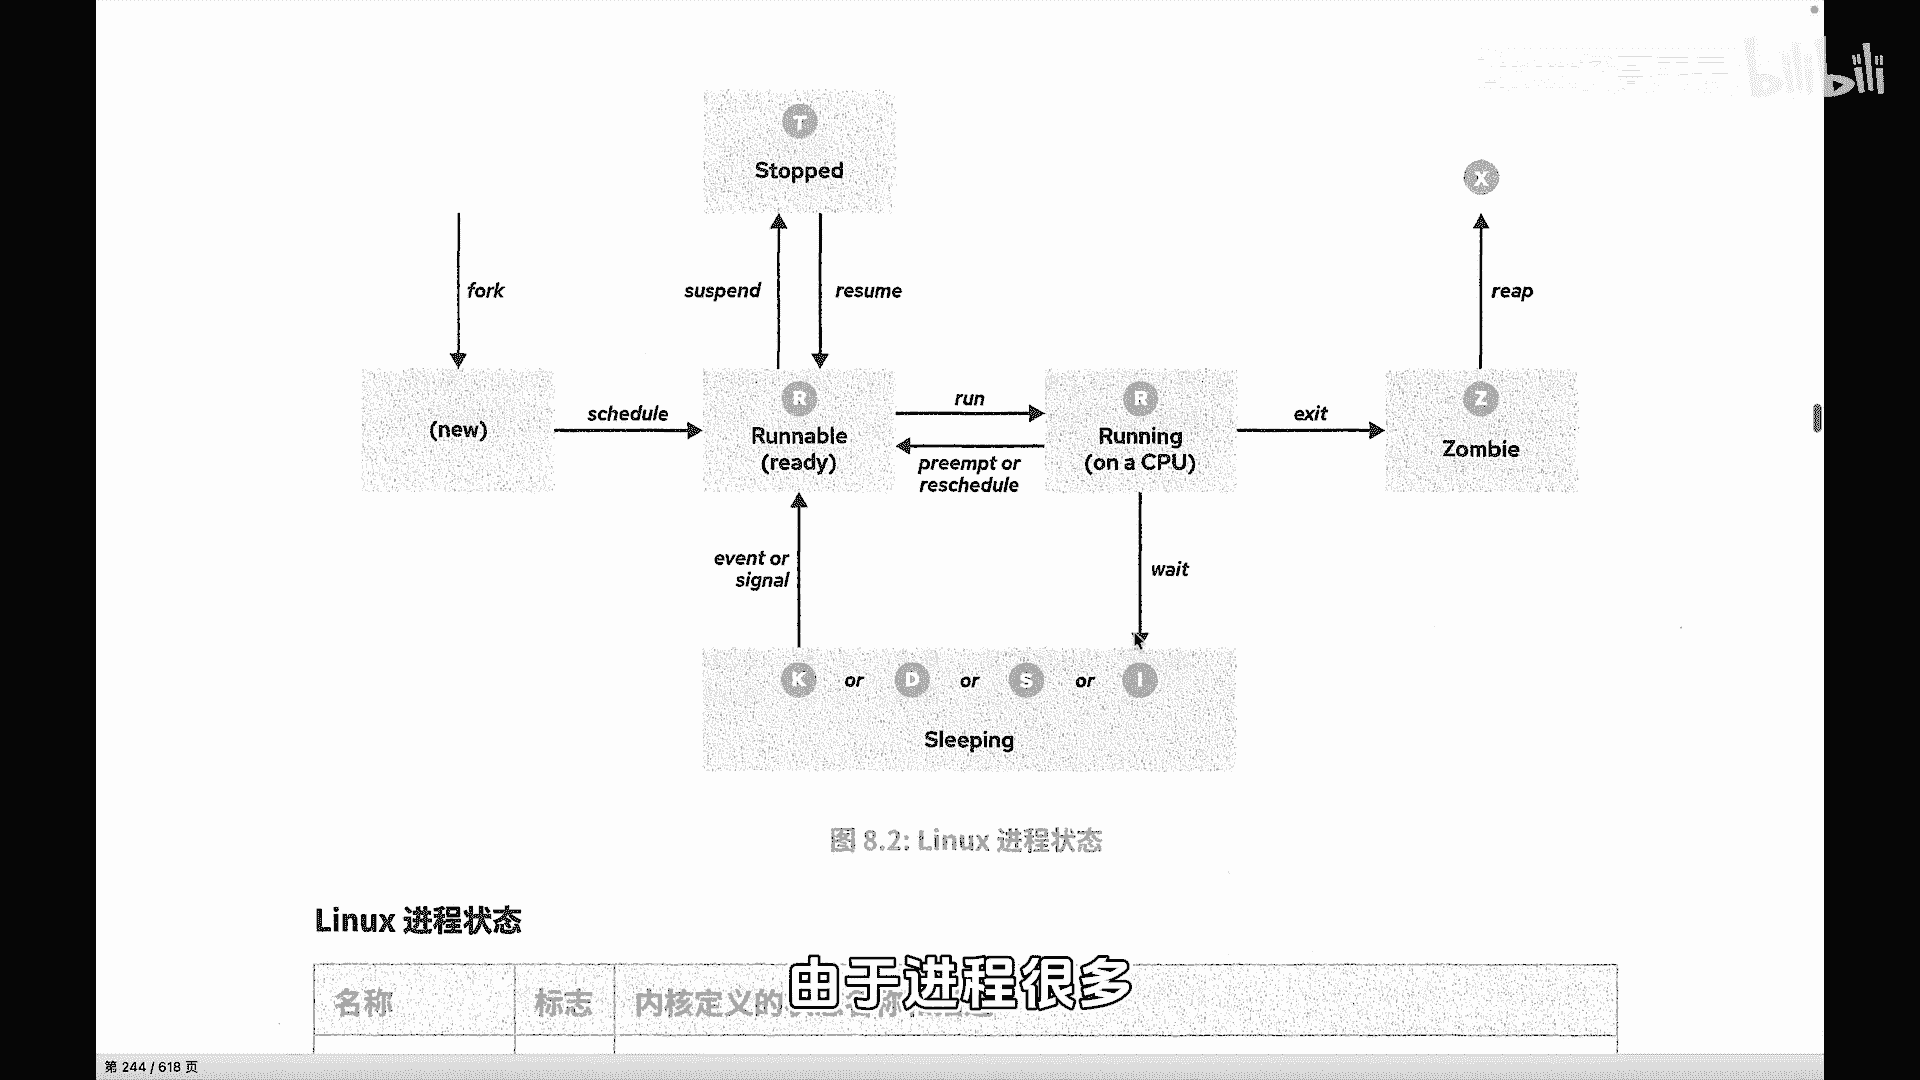 bilibili
T
Stopped
X
fork
suspend
resume
reap
(new)
schedule
R
Runnable
(ready)
run
preempt or
reschedule
R
Running
(on a CPU)
exit
Z
Zombie
event or
signal
wait
K or D or S or I
Sleeping
图 8.2: Linux 进程状态
Linux 进程状态
名称
标志
内核定义的
由于进程很多
第 244 / 618 页